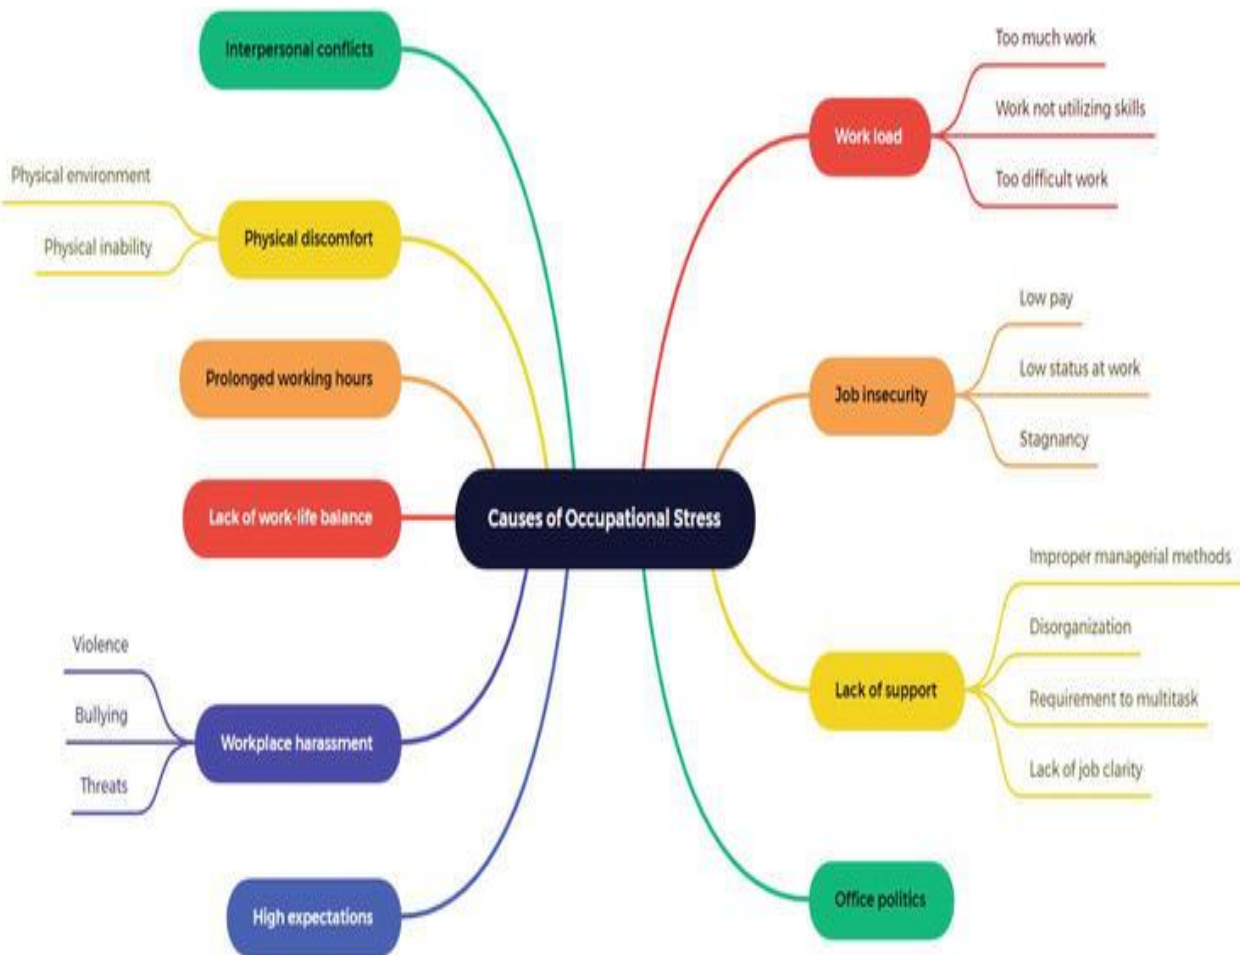 Interpersonal conflicts
Physical environment
Physical inability
Physical discomfort
Prolonged working hours
Lack of work-life balance
Violence
Bullying
Threats
Workplace harassment
High expectations
Causes of Occupational Stress
Work load
Too much work
Work not utilizing skills
Too difficult work
Job insecurity
Low pay
Low status at work
Stagnancy
Lack of support
Improper managerial methods
Disorganization
Requirement to multitask
Lack of job clarity
Office politics